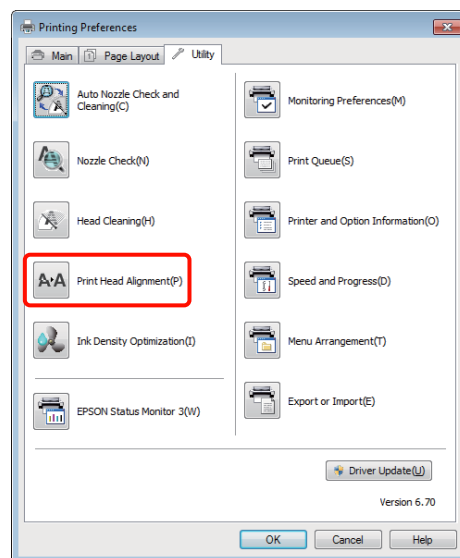 Printing Preferences
Main
Page Layout
Utility
Auto Nozzle Check and
Cleaning(C)
Nozzle Check(N)
Head Cleaning(H)
Print Head Alignment(P)
Ink Density Optimization(I)
EPSON Status Monitor 3(W)
Monitoring Preferences(M)
Print Queue(S)
Printer and Option Information(O)
Speed and Progress(D)
Menu Arrangement(T)
Export or Import(E)
Driver Update(U)
Version 6.70
OK
Cancel
Help